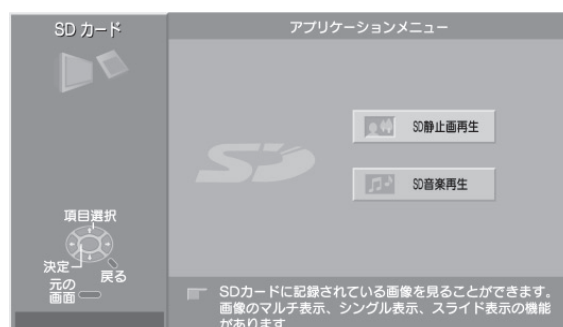 SDカード
アプリケーションメニュー
SD静止画再生
SD
SD音楽再生
項目選択
決定
戻る
元の
画面
SDカードに記録されている画像を見ることができます。
画像のマルチ表示、シングル表示、スライド表示の機能
があります